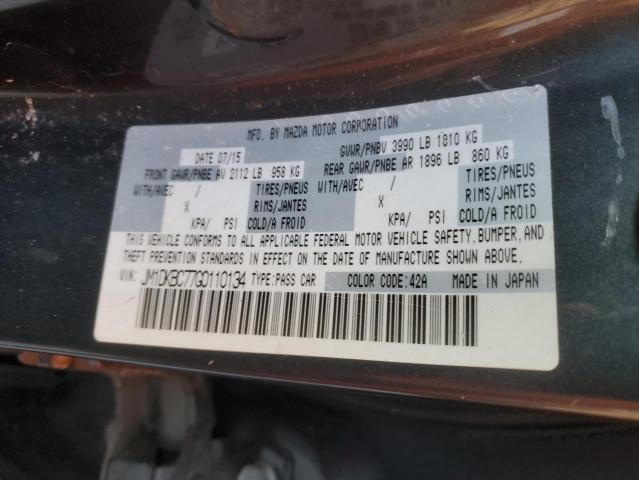 MFD. BY MAZDA MOTOR CORPORATION
DATE 07/15 GVWR/PNBV 3990 LB 1810 KG
FRONT GAWR/PNBE AV 2112 LB 958 KG REAR GAWR/PNBE AR 1896 LB 860 KG
WITH/AVEC / TIRES/PNEUS WITH/AVEC / TIRES/PNEUS
X RIMS/JANTES X RIMS/JANTES
KPA/ PSI COLD/A FROID KPA/ PSI COLD/A FROID
THIS VEHICLE CONFORMS TO ALL APPLICABLE FEDERAL MOTOR VEHICLE SAFETY, BUMPER, AND
THEFT PREVENTION STANDARDS IN EFFECT ON THE DATE OF MANUFACTURE SHOWN ABOVE.
VIN: JM1DKBC77G0110134 TYPE:PASS CAR COLOR CODE:42A MADE IN JAPAN